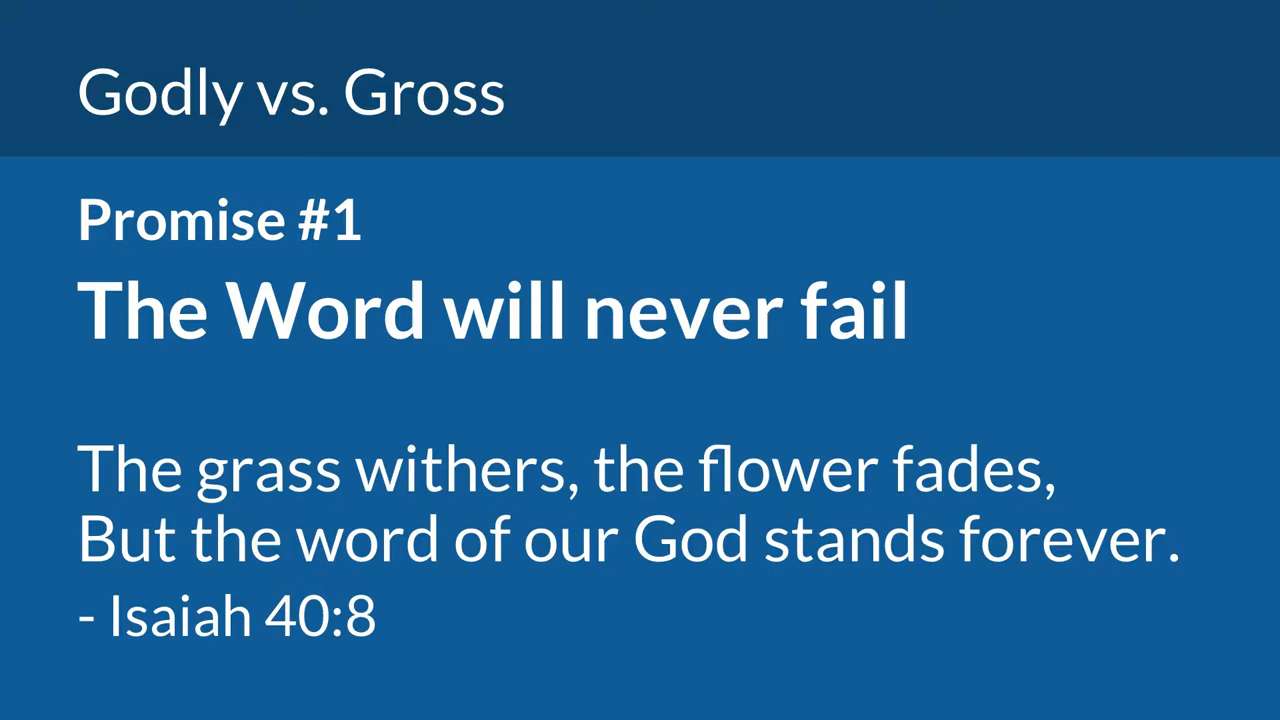 Godly vs. Gross
Promise #1
The Word will never fail
The grass withers, the flower fades,
But the word of our God stands forever.
- Isaiah 40:8